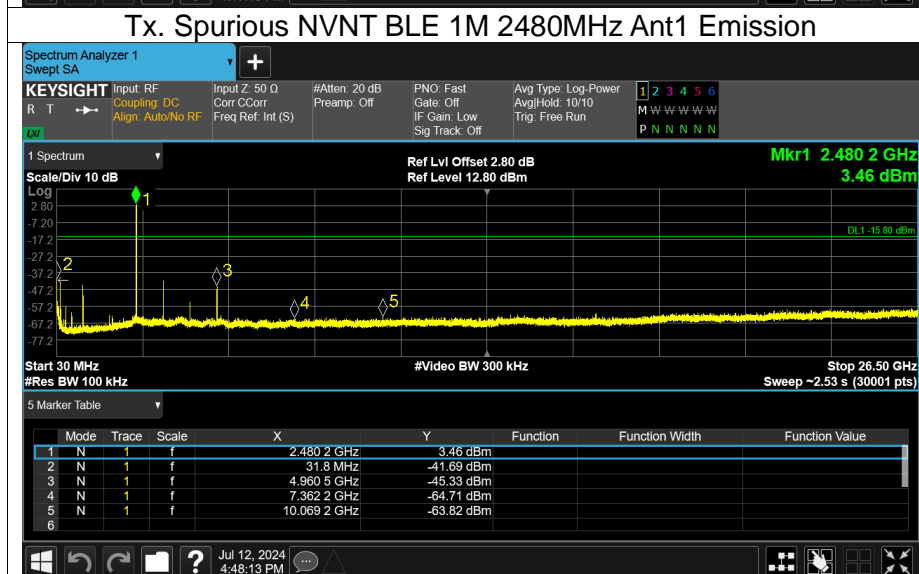 Tx. Spurious NVNT BLE 1M 2480MHz Ant1 Emission
Spectrum Analyzer 1
Swept SA
+
KEYSIGHT
R T
LXI
Input: RF
Coupling: DC
Align: Auto/No RF
Input Z: 50 Ω
Corr CCorr
Freq Ref: Int (S)
#Atten: 20 dB
Preamp: Off
PNO: Fast
Gate: Off
IF Gain: Low
Sig Track: Off
Avg Type: Log-Power
Avg|Hold: 10/10
Trig: Free Run
1 2 3 4 5 6
M W W W W W
P N N N N N
1 Spectrum
Scale/Div 10 dB
Ref Lvl Offset 2.80 dB
Ref Level 12.80 dBm
Mkr1 2.480 2 GHz
3.46 dBm
Log
2.80
-7.20
-17.2
-27.2
-37.2
-47.2
-57.2
-67.2
-77.2
1
2
3
4
5
DL1 -15.80 dBm
Start 30 MHz
#Res BW 100 kHz
#Video BW 300 kHz
Stop 26.50 GHz
Sweep ~2.53 s (30001 pts)
5 Marker Table
Mode Trace Scale X Y Function Function Width Function Value
1 N 1 f 2.480 2 GHz 3.46 dBm
2 N 1 f 31.8 MHz -41.69 dBm
3 N 1 f 4.960 5 GHz -45.33 dBm
4 N 1 f 7.362 2 GHz -64.71 dBm
5 N 1 f 10.069 2 GHz -63.82 dBm
6
?
Jul 12, 2024
4:48:13 PM